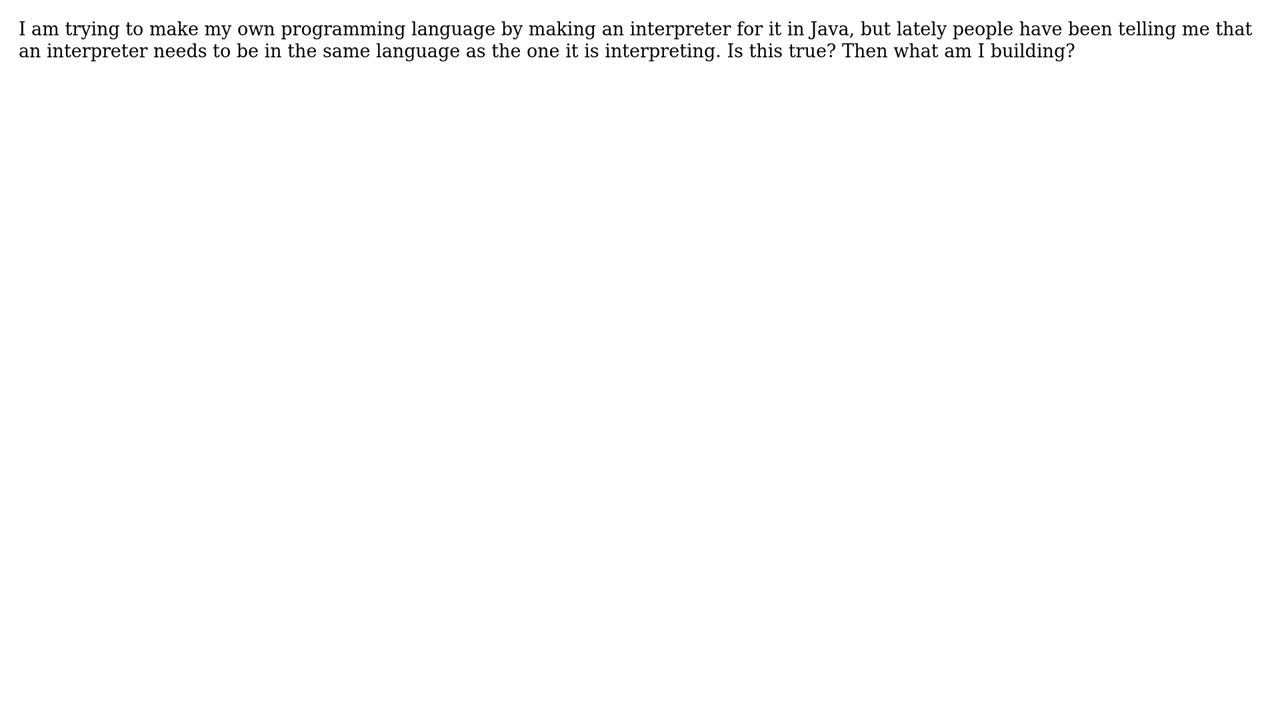 I am trying to make my own programming language by making an interpreter for it in Java, but lately people have been telling me that
an interpreter needs to be in the same language as the one it is interpreting. Is this true? Then what am I building?